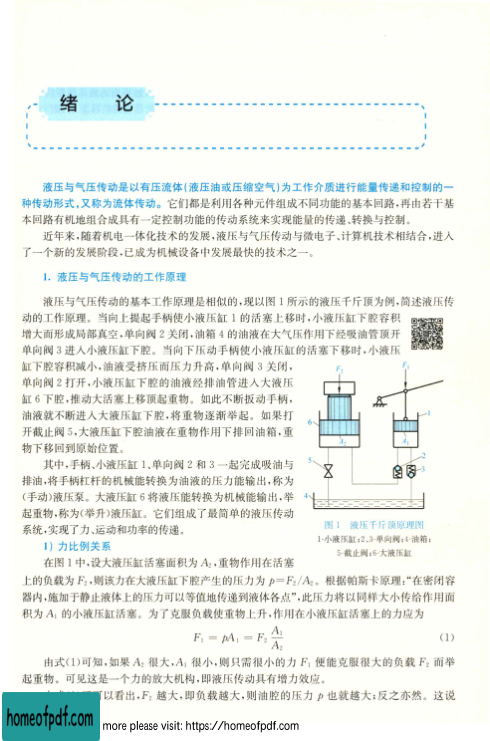 绪 论
液压与气压传动是以有压流体(液压油或压缩空气)为工作介质进行能量传递和控制的一
种传动形式,又称为流体传动。它们都是利用各种元件组成不同功能的基本回路,再由若干基
本回路有机地组合成具有一定控制功能的传动系统来实现能量的传递、转换与控制。
近年来,随着机电一体化技术的发展,液压与气压传动与微电子、计算机技术相结合,进入
了一个新的发展阶段,已成为机械设备中发展最快的技术之一。
1. 液压与气压传动的工作原理
液压与气压传动的基本工作原理是相似的,现以图 1 所示的液压千斤顶为例,简述液压传
动的工作原理。当向上提起手柄使小液压缸 1 的活塞上移时,小液压缸下腔容积
增大而形成局部真空,单向阀 2 关闭,油箱 4 的油液在大气压作用下经吸油管顶开
单向阀 3 进入小液压缸下腔。当向下压动手柄使小液压缸的活塞下移时,小液压
缸下腔容积减小,油液受挤压而压力升高,单向阀 3 关闭,
单向阀 2 打开,小液压缸下腔的油液经排油管进入大液压
缸 6 下腔,推动大活塞上移顶起重物。如此不断扳动手柄,
油液就不断进入大液压缸下腔,将重物逐渐举起。如果打
开截止阀 5,大液压缸下腔油液在重物作用下排回油箱,重
物下移回到原始位置。
其中,手柄、小液压缸 1、单向阀 2 和 3 一起完成吸油与
排油,将手柄杠杆的机械能转换为油液的压力能输出,称为
(手动)液压泵。大液压缸 6 将液压能转换为机械能输出,举
起重物,称为(举升)液压缸。它们组成了最简单的液压传动
系统,实现了力、运动和功率的传递。
F₂
F₁
1
6
A₂
A₁
2
5
3
4
图 1 液压千斤顶原理图
1-小液压缸;2、3-单向阀;4-油箱;
5-截止阀;6-大液压缸
1) 力比例关系
在图 1 中,设大液压缸活塞面积为 A₂,重物作用在活塞
上的负载为 F₂,则该力在大液压缸下腔产生的压力为 p=F₂/A₂。根据帕斯卡原理:“在密闭容
器内,施加于静止液体上的压力可以等值地传递到液体各点”,此压力将以同样大小传给作用面
积为 A₁ 的小液压缸活塞。为了克服负载使重物上升,作用在小液压缸活塞上的力应为
F₁ = pA₁ = F₂ A₁/A₂ (1)
由式(1)可知,如果 A₂ 很大,A₁ 很小,则只需很小的力 F₁ 便能克服很大的负载 F₂ 而举
起重物。可见这是一个力的放大机构,即液压传动具有增力效应。
可以看出,F₂ 越大,即负载越大,则油腔的压力 p 也就越大;反之亦然。这说
homeofpdf.com
more please visit: https://homeofpdf.com